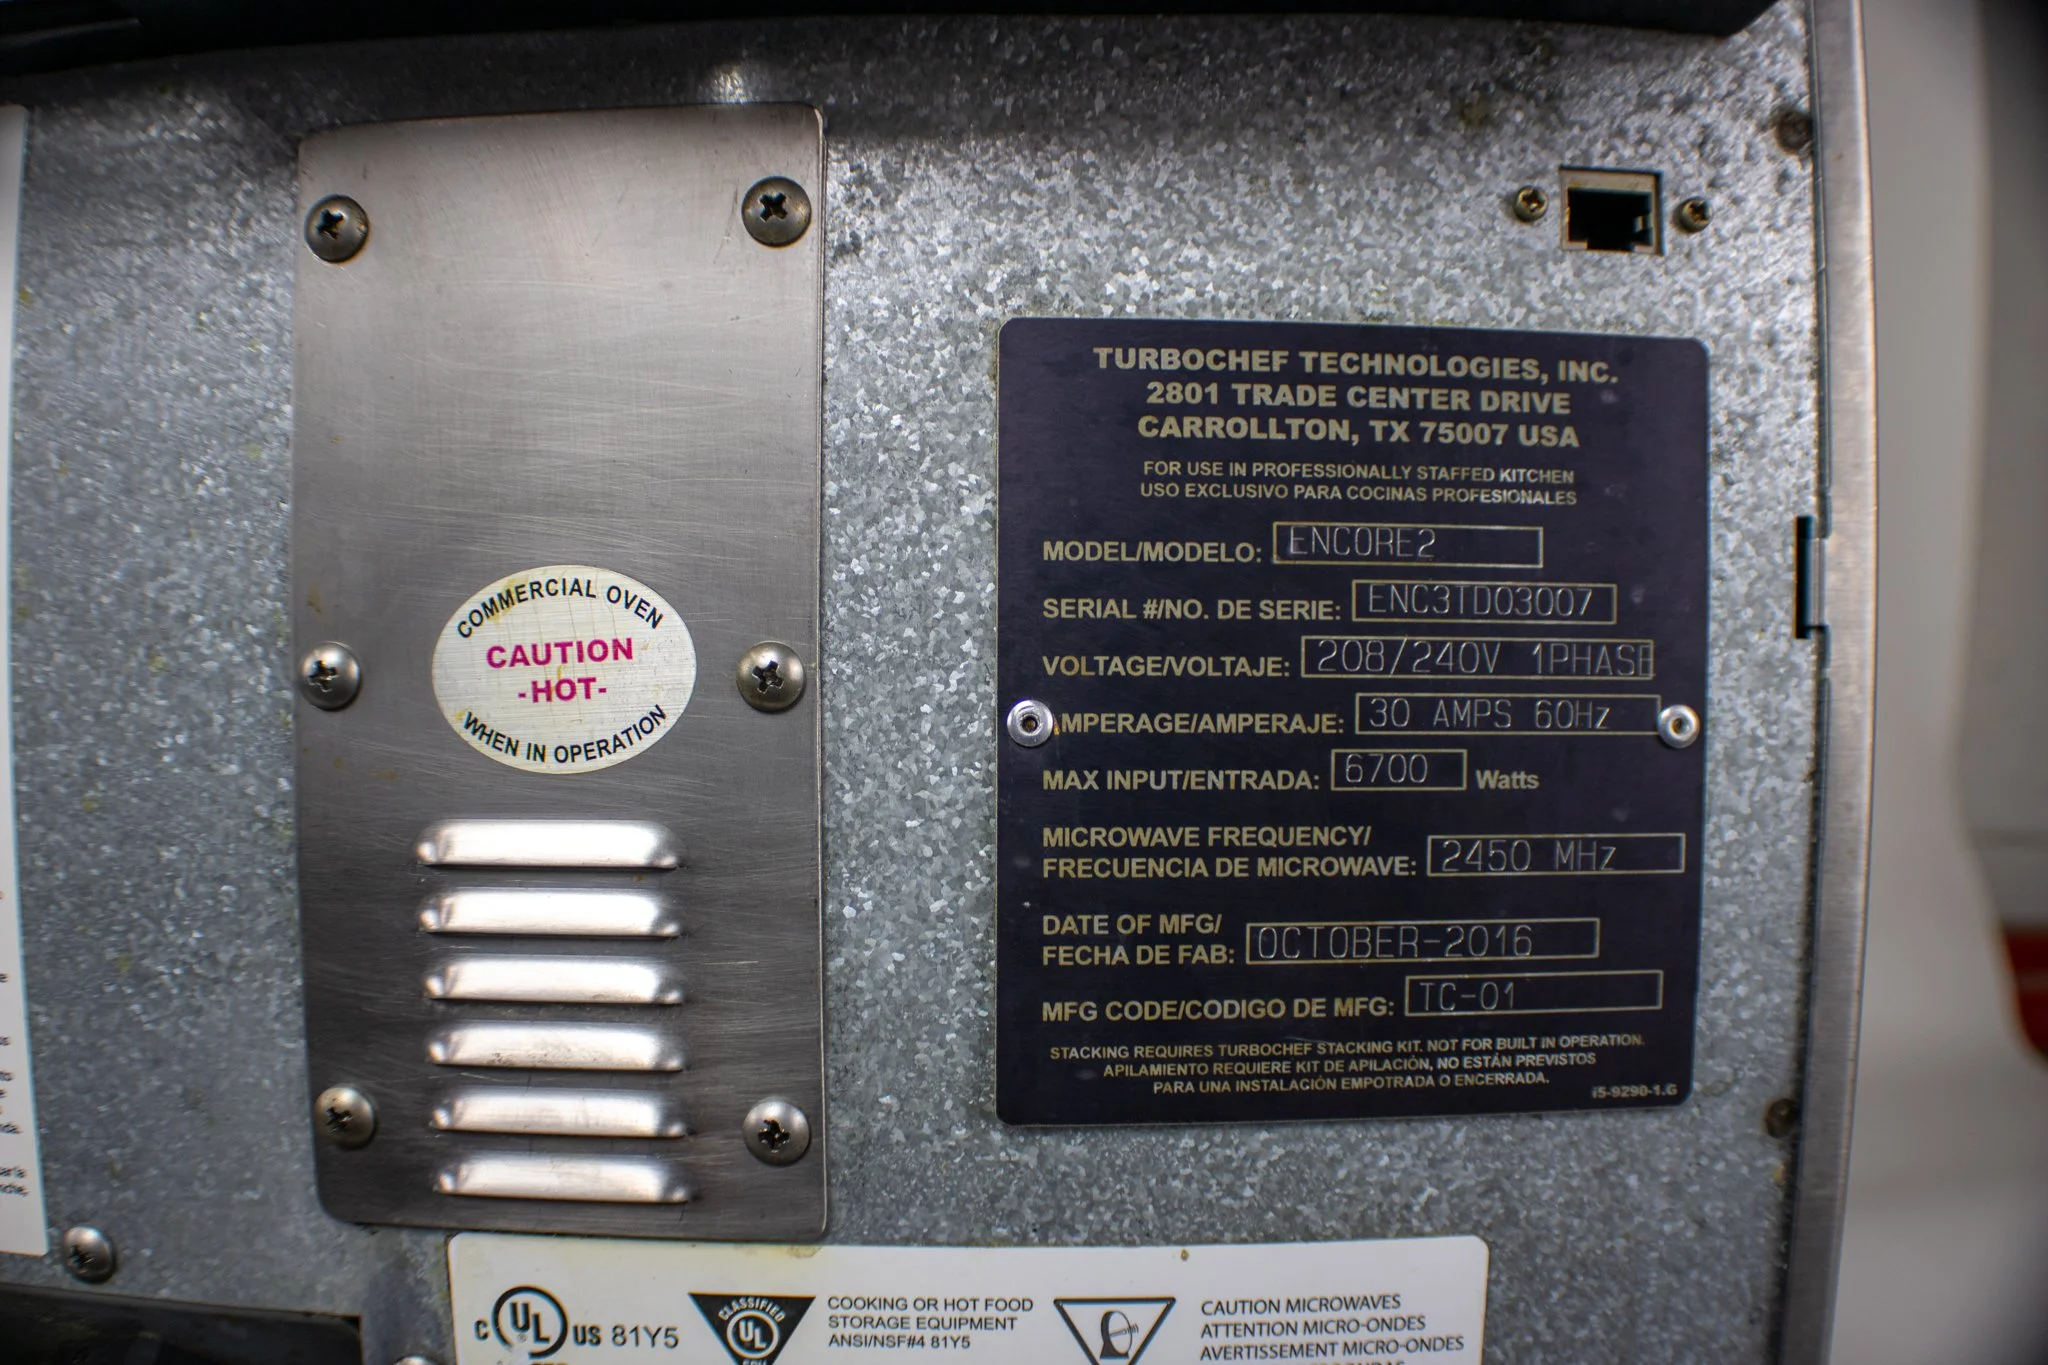 COMMERCIAL OVEN
CAUTION
-HOT-
WHEN IN OPERATION
TURBOCHEF TECHNOLOGIES, INC.
2801 TRADE CENTER DRIVE
CARROLLTON, TX 75007 USA
FOR USE IN PROFESSIONALLY STAFFED KITCHEN
USO EXCLUSIVO PARA COCINAS PROFESIONALES
MODEL/MODELO: ENCORE2
SERIAL #/NO. DE SERIE: ENC3TD03007
VOLTAGE/VOLTAJE: 208/240V 1PHASE
MPERAGE/AMPERAJE: 30 AMPS 60Hz
MAX INPUT/ENTRADA: 6700 Watts
MICROWAVE FREQUENCY/
FRECUENCIA DE MICROWAVE: 2450 MHz
DATE OF MFG/
FECHA DE FAB: OCTOBER-2016
MFG CODE/CODIGO DE MFG: TC-01
STACKING REQUIRES TURBOCHEF STACKING KIT. NOT FOR BUILT IN OPERATION.
APILAMIENTO REQUIERE KIT DE APILACIÓN, NO ESTÁN PREVISTOS
PARA UNA INSTALACIÓN EMPOTRADA O ENCERRADA.
i5-9290-1.G
C UL US 81Y5
CLASSIFIED
UL
COOKING OR HOT FOOD
STORAGE EQUIPMENT
ANSI/NSF#4 81Y5
CAUTION MICROWAVES
ATTENTION MICRO-ONDES
AVERTISSEMENT MICRO-ONDES